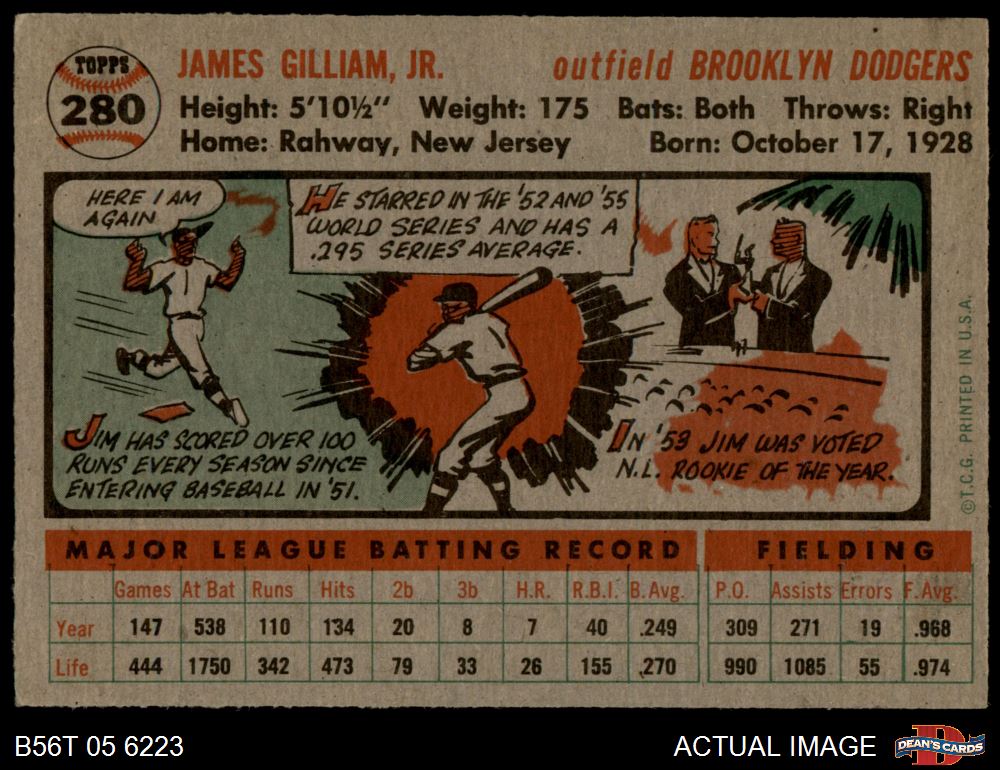 TOPPS
280
JAMES GILLIAM, JR. outfield BROOKLYN DODGERS
Height: 5'10½" Weight: 175 Bats: Both Throws: Right
Home: Rahway, New Jersey Born: October 17, 1928
HERE I AM
AGAIN
HE STARRED IN THE '52 AND '55
WORLD SERIES AND HAS A
.295 SERIES AVERAGE.
JIM HAS SCORED OVER 100
RUNS EVERY SEASON SINCE
ENTERING BASEBALL IN '51.
IN '53 JIM WAS VOTED
N.L. ROOKIE OF THE YEAR.
©T.C.G. PRINTED IN U.S.A.
MAJOR LEAGUE BATTING RECORD FIELDING
Games At Bat Runs Hits 2b 3b H.R. R.B.I. B.Avg. P.O. Assists Errors F.Avg.
Year 147 538 110 134 20 8 7 40 .249 309 271 19 .968
Life 444 1750 342 473 79 33 26 155 .270 990 1085 55 .974
B56T 05 6223 ACTUAL IMAGE D DEAN'S CARDS